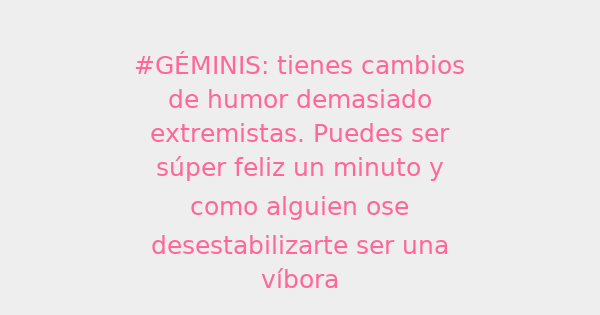 #GÉMINIS: tienes cambios
de humor demasiado
extremistas. Puedes ser
súper feliz un minuto y
como alguien ose
desestabilizarte ser una
víbora